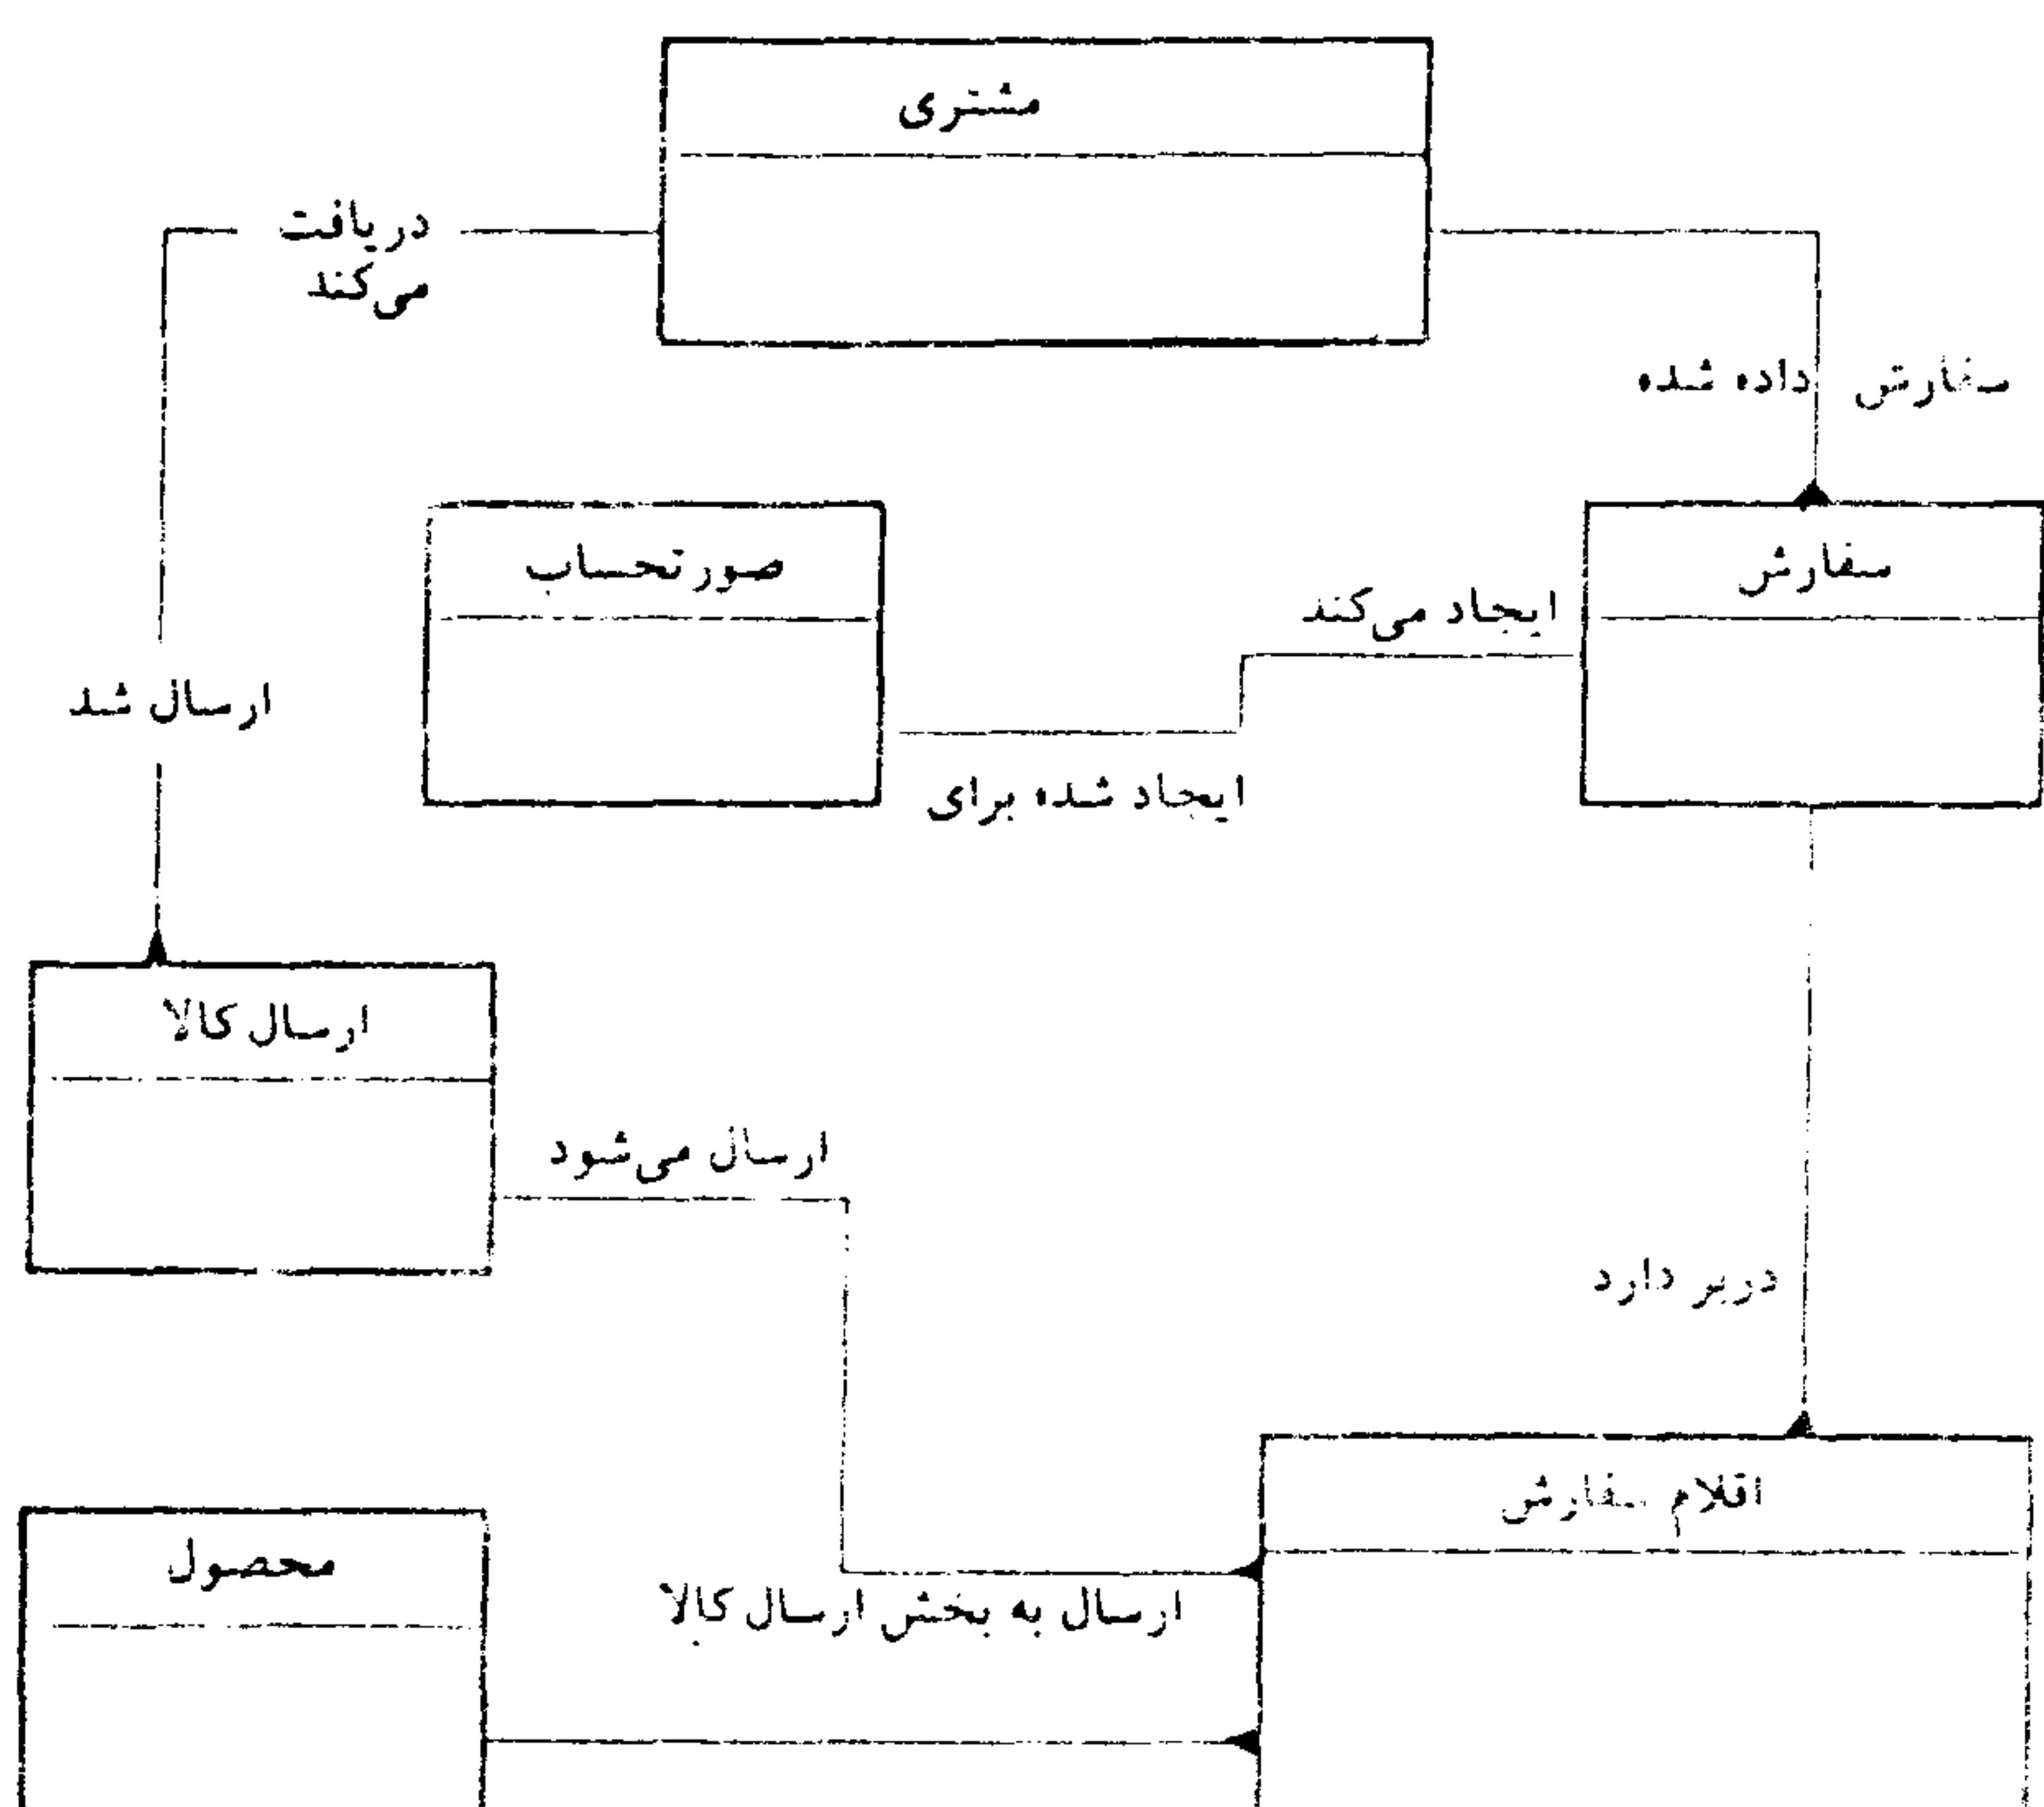 مشتری
دریافت
می‌کند
سفارش داده شده
صورتحساب
سفارش
ایجاد می‌کند
ارسال شد
ایجاد شده برای
ارسال کالا
ارسال می‌شود
دربر دارد
اقلام سفارش
محصول
ارسال به بخش ارسال کالا